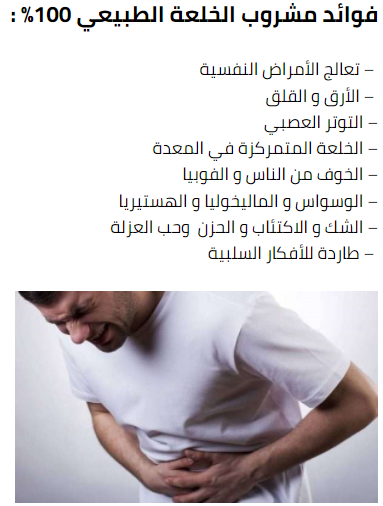 فوائد مشروب الخلعة الطبيعي 100% :
– تعالج الأمراض النفسية
– الأرق و القلق
– التوتر العصبي
– الخلعة المتمركزة في المعدة
– الخوف من الناس و الفوبيا
– الوسواس و الماليخوليا و الهستيريا
– الشك و الاكتئاب و الحزن وحب العزلة
– طاردة للأفكار السلبية